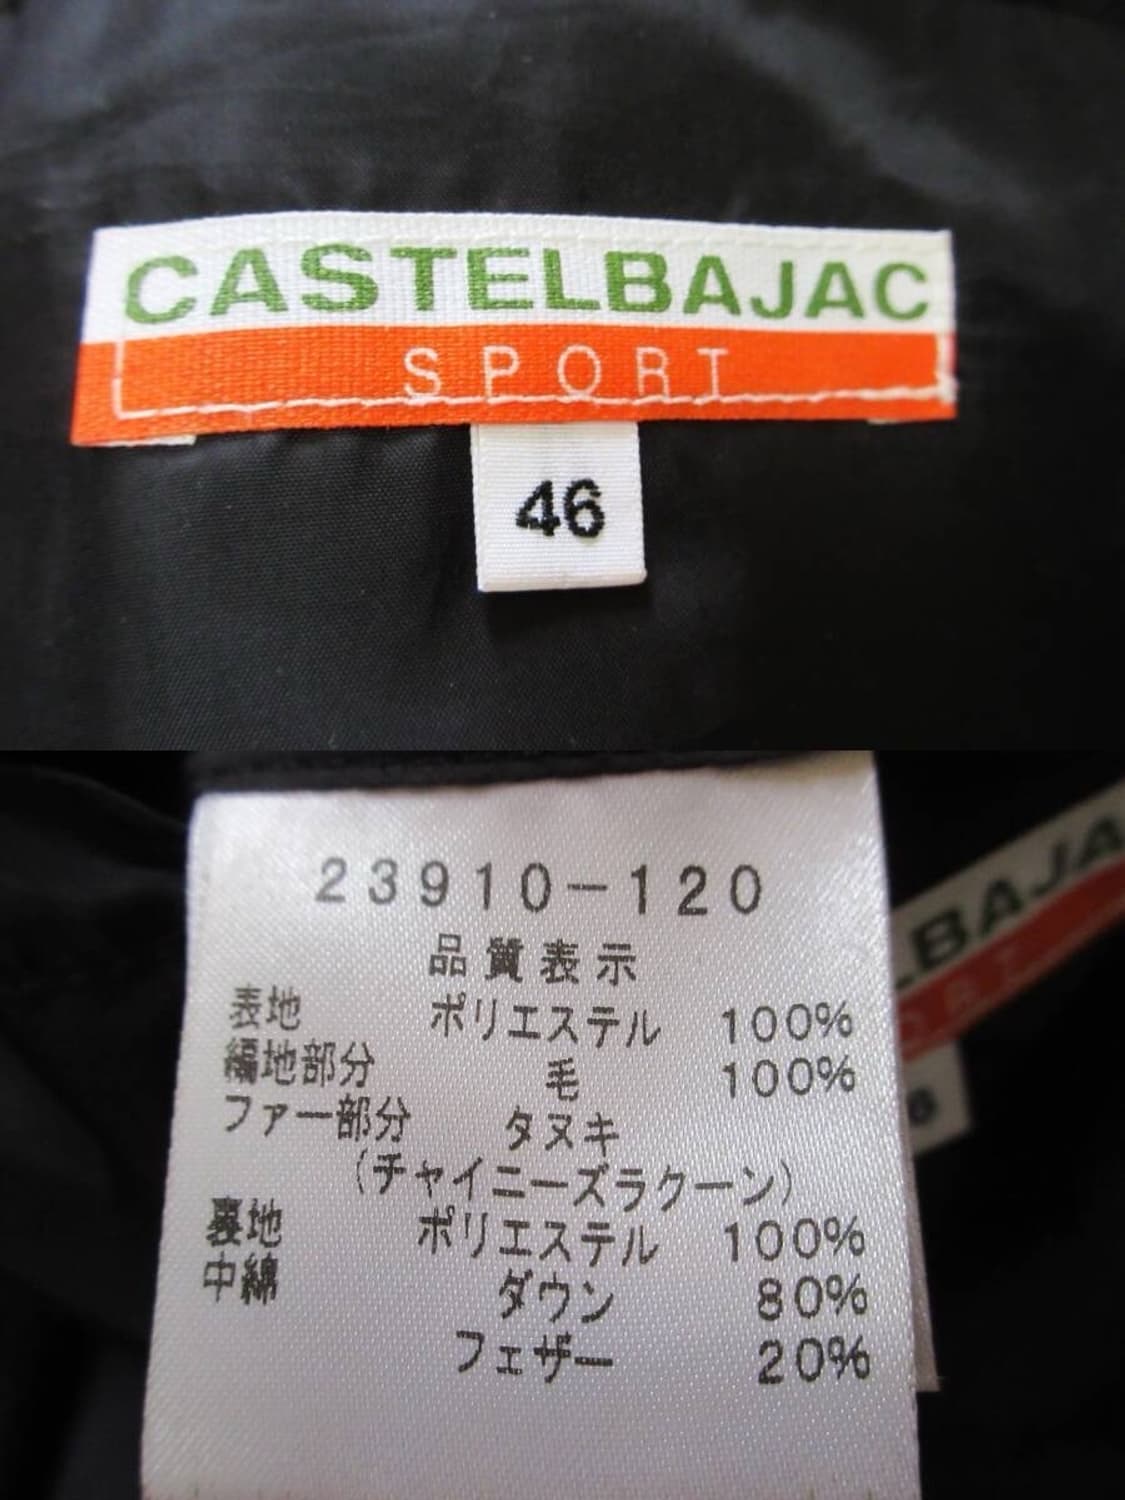 CASTELBAJAC
SPORT
46
23910-120
品質表示
表地 ポリエステル 100%
編地部分 毛 100%
ファー部分 タヌキ
(チャイニーズラクーン)
裏地 ポリエステル 100%
中綿 ダウン 80%
フェザー 20%
LBAJA
ORT
6